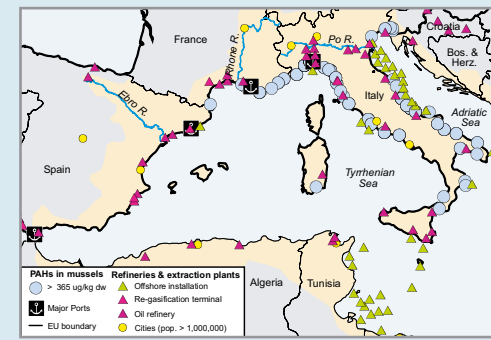 France
Rhone R.
Po R.
Croatia
Bos. &
Herz.
Ebro R.
Italy
Adriatic
Sea
Spain
Tyrrhenian
Sea
Algeria
Tunisia
PAHs in mussels
> 365 ug/kg dw
Major Ports
EU boundary
Refineries & extraction plants
Offshore installation
Re-gasification terminal
Oil refinery
Cities (pop. > 1,000,000)